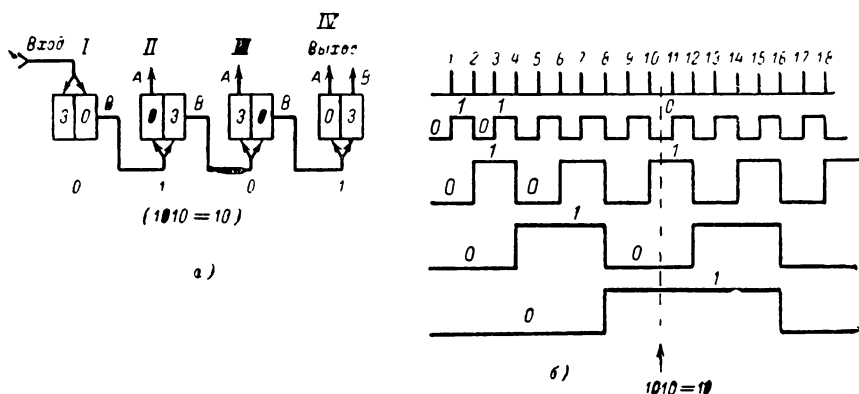 Вход I II III IV
Выход
A A A B
З О В О З В З О В О З
0 1 0 1
(1010 = 10)
а)
1 2 3 4 5 6 7 8 9 10 11 12 13 14 15 16 17 18
1 1 0
0 0
1 1
0 0
1
0 0
1
0
б)
1010 = 10